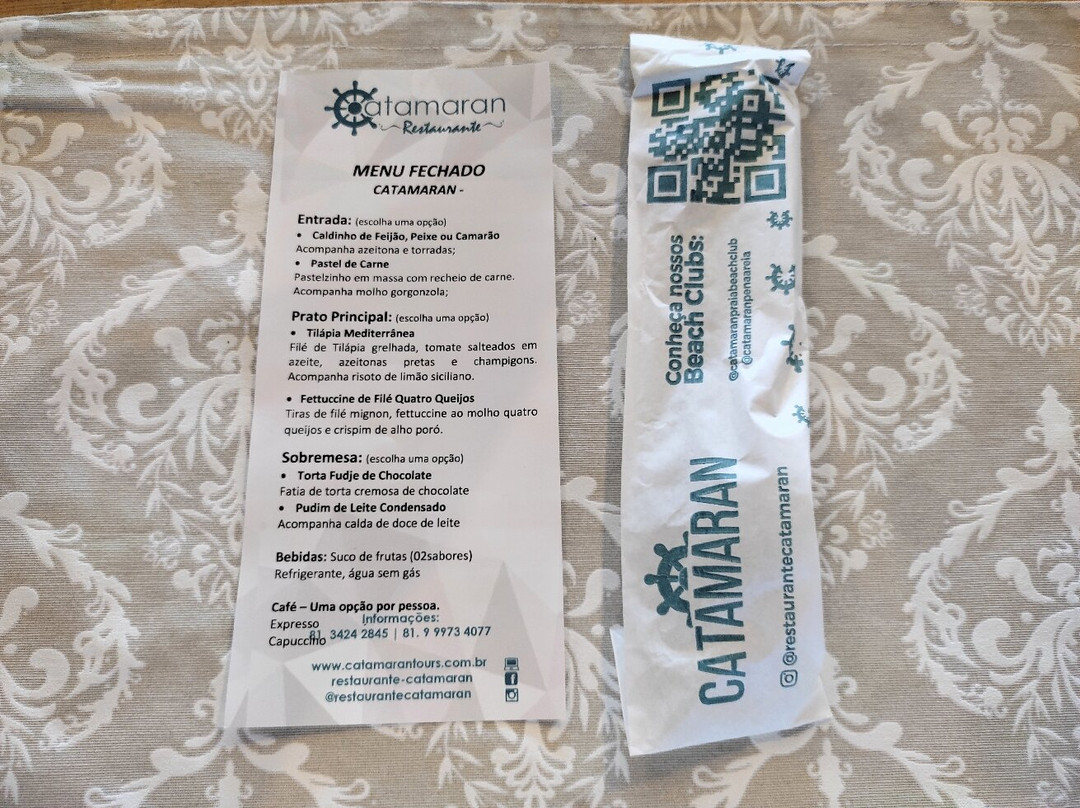 Catamaran
Restaurante
MENU FECHADO
CATAMARAN -
Entrada: (escolha uma opção)
• Caldinho de Feijão, Peixe ou Camarão
Acompanha azeitona e torradas;
• Pastel de Carne
Pastelzinho em massa com recheio de carne.
Acompanha molho gorgonzola;
Prato Principal: (escolha uma opção)
• Tilápia Mediterrânea
Filé de Tilápia grelhada, tomate salteados em
azeite, azeitonas pretas e champigons.
Acompanha risoto de limão siciliano.
• Fettuccine de Filé Quatro Queijos
Tiras de filé mignon, fettuccine ao molho quatro
queijos e crispim de alho poró.
Sobremesa: (escolha uma opção)
• Torta Fudje de Chocolate
Fatia de torta cremosa de chocolate
• Pudim de Leite Condensado
Acompanha calda de doce de leite
Bebidas: Suco de frutas (02sabores)
Refrigerante, água sem gás
Café – Uma opção por pessoa.
Expresso
Capuccino
Informações:
81. 3424 2845 | 81. 9 9973 4077
www.catamarantours.com.br
restaurante-catamaran
@restaurantecatamaran
Conheça nossos
Beach Clubs:
@catamaranpraiabeachclub
@catamaranpenaareia
CATAMARAN
@restaurantecatamaran